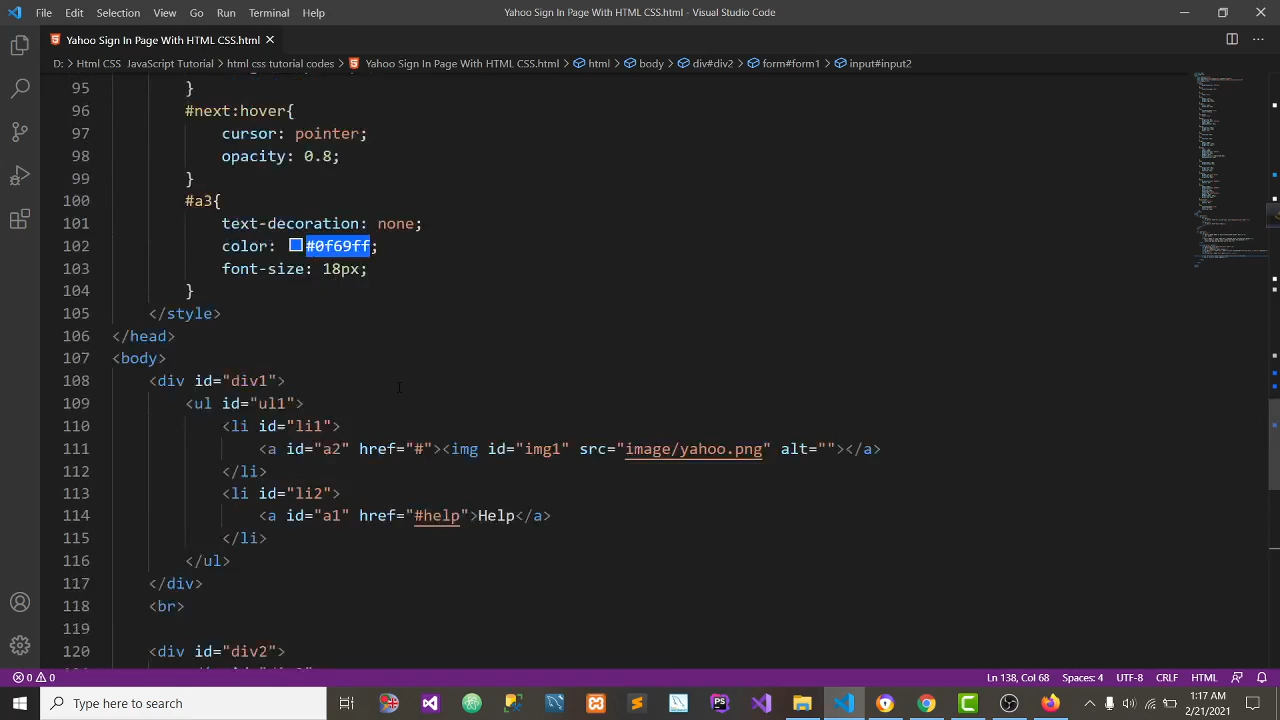 File Edit Selection View Go Run Terminal Help Yahoo Sign In Page With HTML CSS.html - Visual Studio Code
Yahoo Sign In Page With HTML CSS.html
D: > Html CSS JavaScript Tutorial > html css tutorial codes > Yahoo Sign In Page With HTML CSS.html > html > body > div#div2 > form#form1 > input#input2
95 }
96 #next:hover{
97 cursor: pointer;
98 opacity: 0.8;
99 }
100 #a3{
101 text-decoration: none;
102 color: #0f69ff;
103 font-size: 18px;
104 }
105 </style>
106 </head>
107 <body>
108 <div id="div1">
109 <ul id="ul1">
110 <li id="li1">
111 <a id="a2" href="#"><img id="img1" src="image/yahoo.png" alt=""></a>
112 </li>
113 <li id="li2">
114 <a id="a1" href="#help">Help</a>
115 </li>
116 </ul>
117 </div>
118 <br>
119
120 <div id="div2">
0 0 Ln 138, Col 68 Spaces: 4 UTF-8 CRLF HTML
Type here to search
1:17 AM
2/21/2021